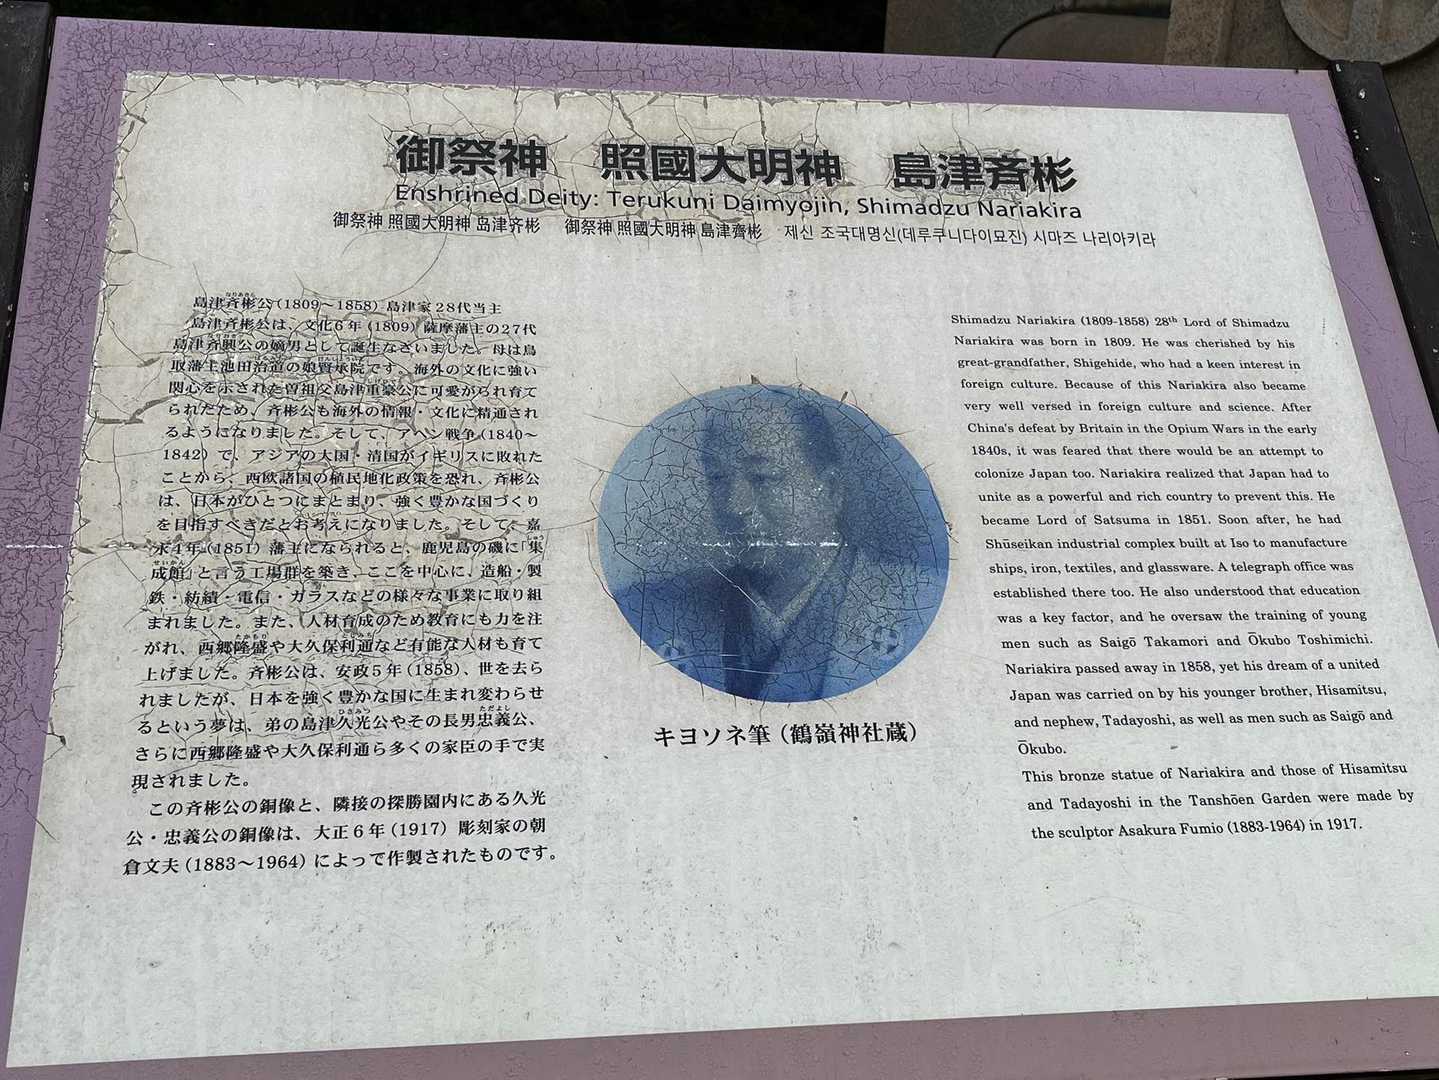 御祭神　照國大明神　島津斉彬
Enshrined Deity: Terukuni Daimyojin, Shimadzu Nariakira
御祭神 照國大明神 岛津齐彬　御祭神 照國大明神 島津齊彬　제신 조국대명신(데루쿠니다이묘진) 시마즈 나리아키라
島津斉彬公(1809～1858) 島津家28代当主
島津斉彬公は、文化6年(1809) 薩摩藩主の27代
島津斉興公の嫡男として誕生なさいました。母は鳥
取藩主池田治道の娘賢承院です。海外の文化に強い
関心を示された曽祖父島津重豪公に可愛がられ育て
られたため、斉彬公も海外の情報・文化に精通され
るようになりました。そして、アヘン戦争(1840～
1842) で、アジアの大国・清国がイギリスに敗れた
ことから、西欧諸国の植民地化政策を恐れ、斉彬公
は、日本がひとつにまとまり、強く豊かな国づくり
を目指すべきだとお考えになりました。そして、嘉
永4年(1851) 藩主になられると、鹿児島の磯に「集
成館」と言う工場群を築き、ここを中心に、造船・製
鉄・紡績・電信・ガラスなどの様々な事業に取り組
まれました。また、人材育成のため教育にも力を注
がれ、西郷隆盛や大久保利通など有能な人材も育て
上げました。斉彬公は、安政5年(1858)、世を去ら
れましたが、日本を強く豊かな国に生まれ変わらせ
るという夢は、弟の島津久光公やその長男忠義公、
さらに西郷隆盛や大久保利通ら多くの家臣の手で実
現されました。
この斉彬公の銅像と、隣接の探勝園内にある久光
公・忠義公の銅像は、大正6年(1917) 彫刻家の朝
倉文夫(1883～1964) によって作製されたものです。
キヨソネ筆（鶴嶺神社蔵）
Shimadzu Nariakira (1809-1858) 28th Lord of Shimadzu
Nariakira was born in 1809. He was cherished by his
great-grandfather, Shigehide, who had a keen interest in
foreign culture. Because of this Nariakira also became
very well versed in foreign culture and science. After
China's defeat by Britain in the Opium Wars in the early
1840s, it was feared that there would be an attempt to
colonize Japan too. Nariakira realized that Japan had to
unite as a powerful and rich country to prevent this. He
became Lord of Satsuma in 1851. Soon after, he had
Shūseikan industrial complex built at Iso to manufacture
ships, iron, textiles, and glassware. A telegraph office was
established there too. He also understood that education
was a key factor, and he oversaw the training of young
men such as Saigō Takamori and Ōkubo Toshimichi.
Nariakira passed away in 1858, yet his dream of a united
Japan was carried on by his younger brother, Hisamitsu,
and nephew, Tadayoshi, as well as men such as Saigō and
Ōkubo.
This bronze statue of Nariakira and those of Hisamitsu
and Tadayoshi in the Tanshōen Garden were made by
the sculptor Asakura Fumio (1883-1964) in 1917.